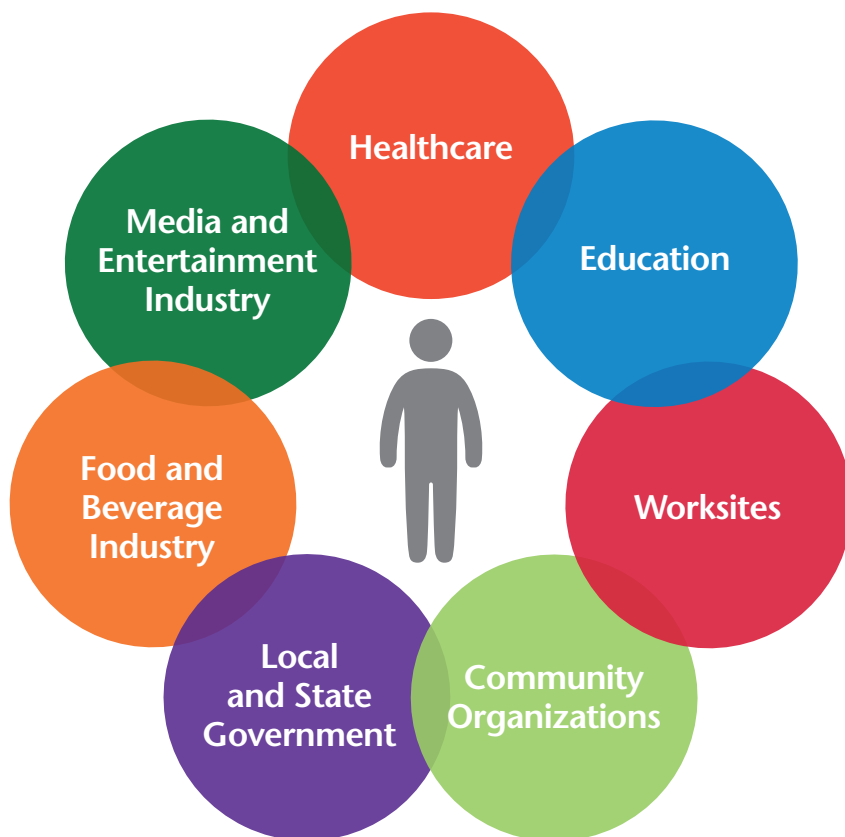 Healthcare
Education
Worksites
Community
Organizations
Local
and State
Government
Food and
Beverage
Industry
Media and
Entertainment
Industry